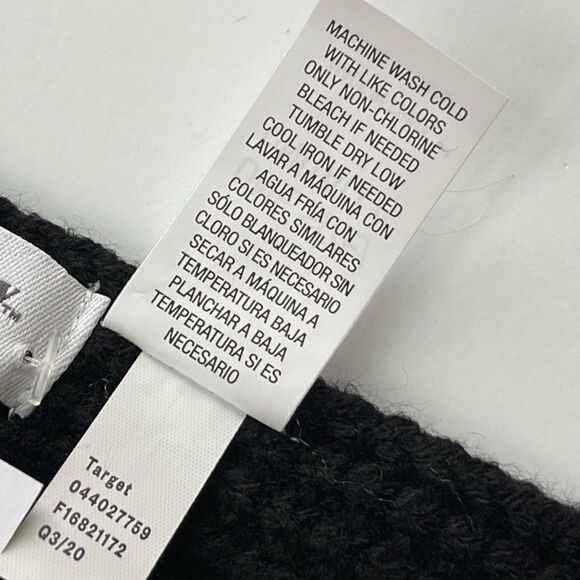 MACHINE WASH COLD
WITH LIKE COLORS
ONLY NON-CHLORINE
BLEACH IF NEEDED
TUMBLE DRY LOW
COOL IRON IF NEEDED
LAVAR A MÁQUINA CON
AGUA FRÍA CON
COLORES SIMILARES
SÓLO BLANQUEADOR SIN
CLORO SI ES NECESARIO
SECAR A MÁQUINA A
TEMPERATURA BAJA
PLANCHAR A BAJA
TEMPERATURA SI ES
NECESARIO
TM
Target
044027759
F16821172
Q3/20